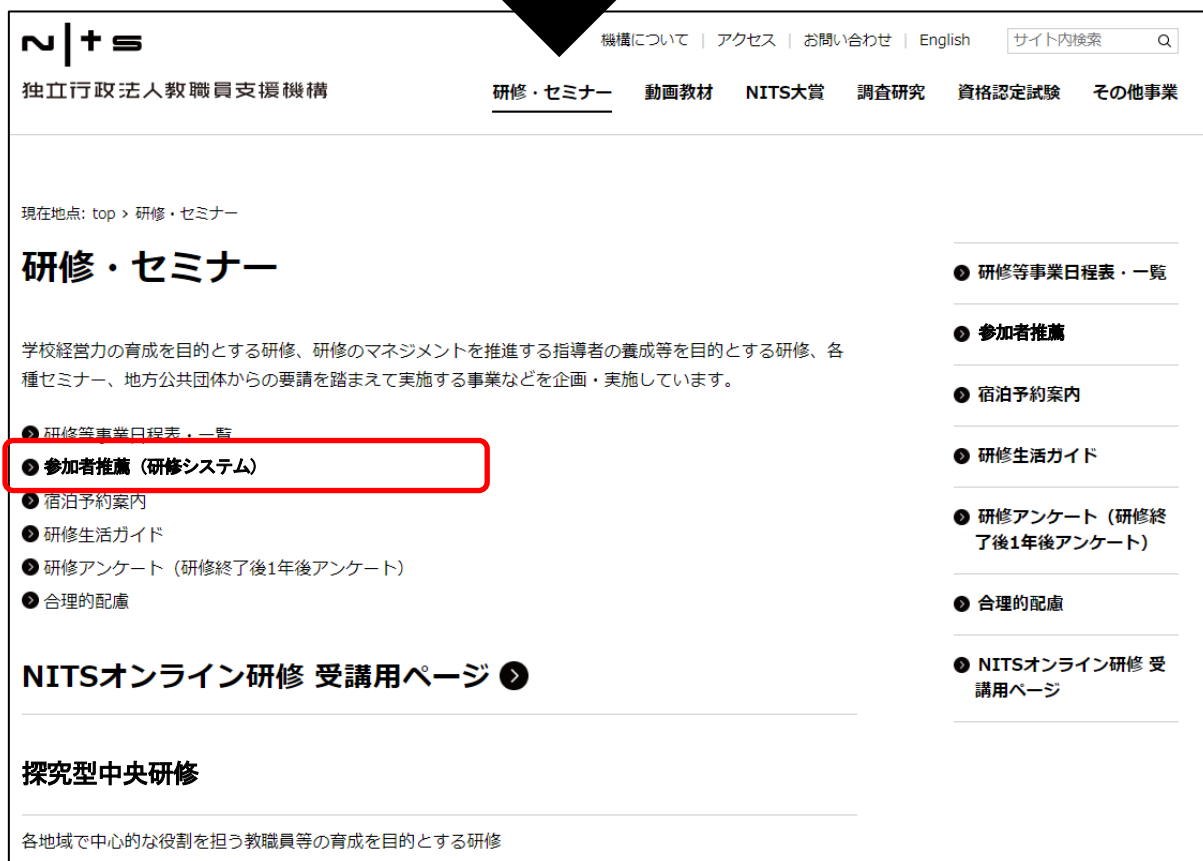 NITS
機構について | アクセス | お問い合わせ | English サイト内検索
独立行政法人教職員支援機構
研修・セミナー 動画教材 NITS大賞 調査研究 資格認定試験 その他事業
現在地点: top › 研修・セミナー
研修・セミナー
学校経営力の育成を目的とする研修、研修のマネジメントを推進する指導者の養成等を目的とする研修、各
種セミナー、地方公共団体からの要請を踏まえて実施する事業などを企画・実施しています。
研修等事業日程表・一覧
参加者推薦（研修システム）
宿泊予約案内
研修生活ガイド
研修アンケート（研修終了後1年後アンケート）
合理的配慮
NITSオンライン研修 受講用ページ
探究型中央研修
各地域で中心的な役割を担う教職員等の育成を目的とする研修
研修等事業日程表・一覧
参加者推薦
宿泊予約案内
研修生活ガイド
研修アンケート（研修終
了後1年後アンケート）
合理的配慮
NITSオンライン研修 受
講用ページ